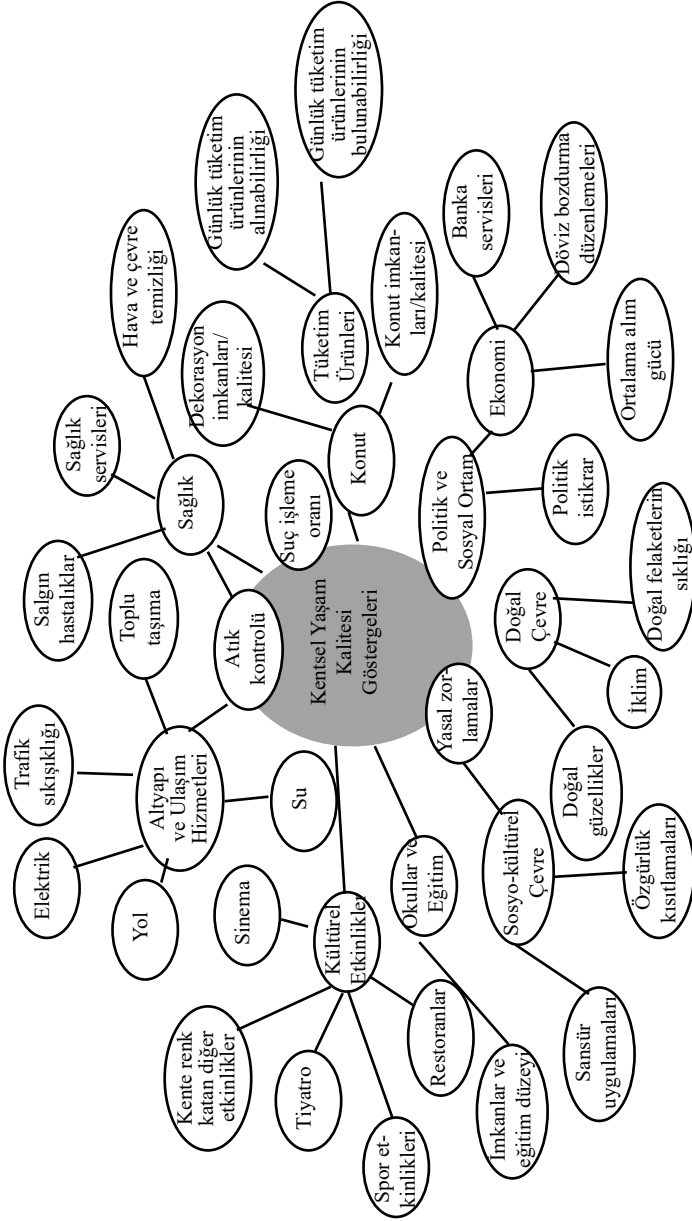 Kentsel Yaşam
Kalitesi
Göstergeleri
Elektrik
Trafik
sıkışıklığı
Yol
Altyapı
ve Ulaşım
Hizmetleri
Toplu
taşıma
Su
Atık
kontrolü
Salgın
hastalıklar
Sağlık
servisleri
Hava ve çevre
temizliği
Sağlık
Suç işleme
oranı
Dekorasyon
imkanları/
kalitesi
Konut
Konut imkan-
ları/kalitesi
Günlük tüketim
ürünlerinin
alınabilirliği
Günlük tüketim
ürünlerinin
bulunabilirliği
Tüketim
Ürünleri
Politik ve
Sosyal Ortam
Politik
istikrar
Ekonomi
Banka
servisleri
Döviz bozdurma
düzenlemeleri
Ortalama alım
gücü
Doğal
Çevre
Doğal felaketlerin
sıklığı
İklim
Doğal
güzellikler
Yasal zor-
lamalar
Sosyo-kültürel
Çevre
Özgürlük
kısıtlamaları
Sansür
uygulamaları
Okullar ve
Eğitim
İmkanlar ve
eğitim düzeyi
Kültürel
Etkinlikler
Sinema
Kente renk
katan diğer
etkinlikler
Tiyatro
Spor et-
kinlikleri
Restoranlar